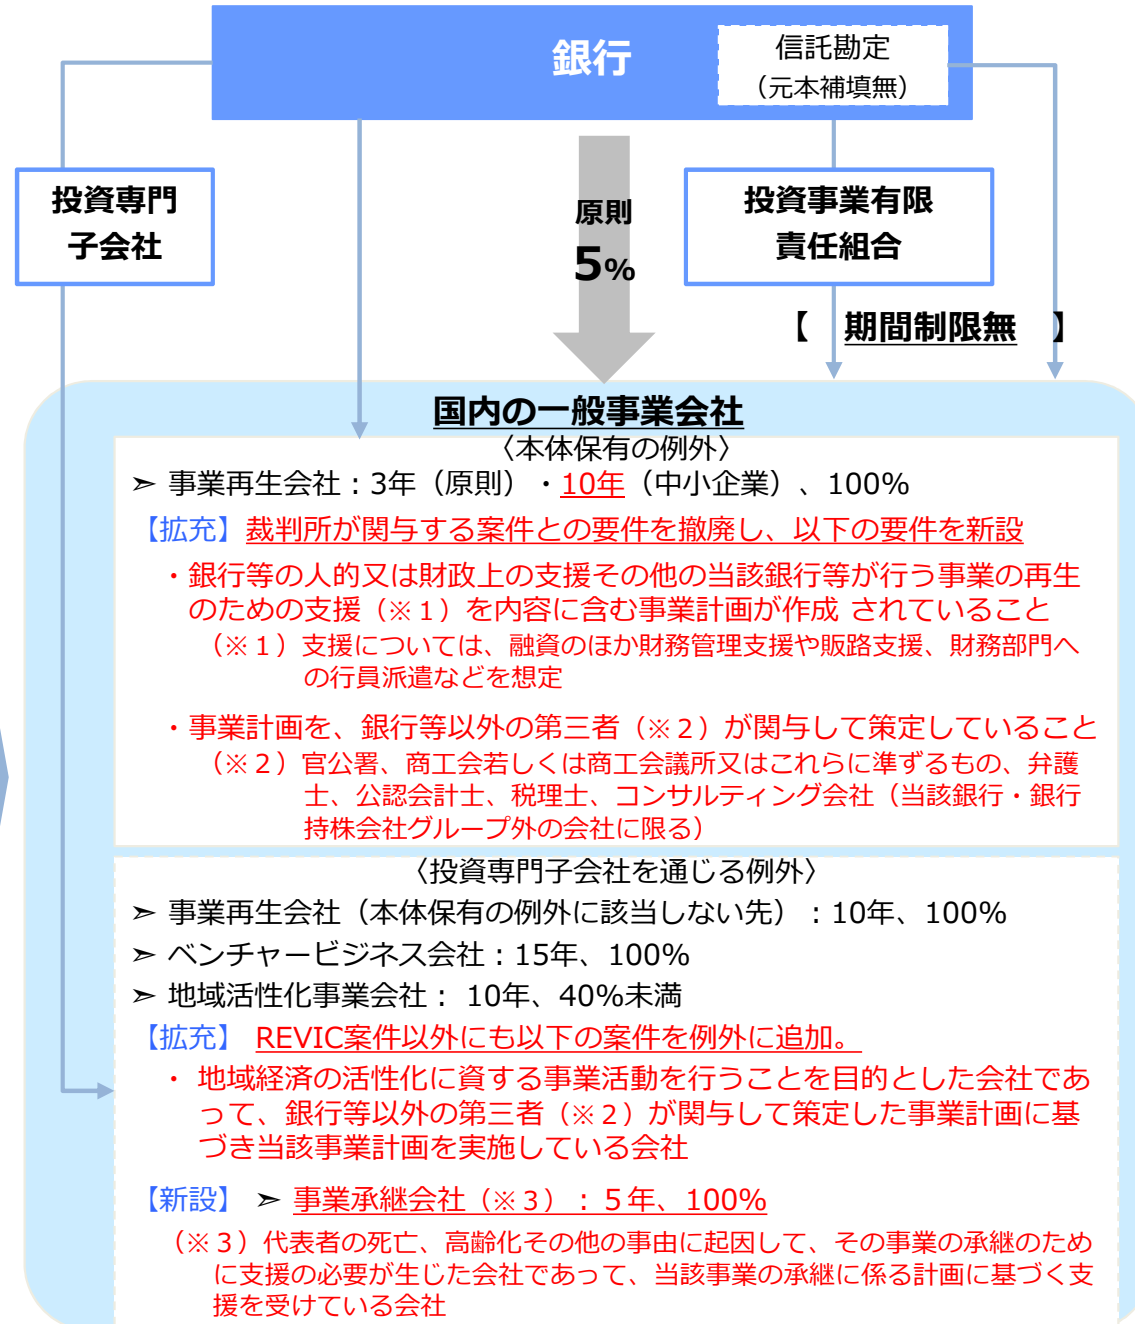 銀行
信託勘定
（元本補填無）
投資専門
子会社
原則
5%
投資事業有限
責任組合
【　期間制限無　】
国内の一般事業会社
〈本体保有の例外〉
➣ 事業再生会社：3年（原則）・10年（中小企業）、100%
【拡充】裁判所が関与する案件との要件を撤廃し、以下の要件を新設
・銀行等の人的又は財政上の支援その他の当該銀行等が行う事業の再生
のための支援（※１）を内容に含む事業計画が作成 されていること
（※１）支援については、融資のほか財務管理支援や販路支援、財務部門へ
の行員派遣などを想定
・事業計画を、銀行等以外の第三者（※２）が関与して策定していること
（※２）官公署、商工会若しくは商工会議所又はこれらに準ずるもの、弁護
士、公認会計士、税理士、コンサルティング会社（当該銀行・銀行
持株会社グループ外の会社に限る）
〈投資専門子会社を通じる例外〉
➣ 事業再生会社（本体保有の例外に該当しない先）：10年、100%
➣ ベンチャービジネス会社：15年、100%
➣ 地域活性化事業会社： 10年、40%未満
【拡充】 REVIC案件以外にも以下の案件を例外に追加。
・ 地域経済の活性化に資する事業活動を行うことを目的とした会社であ
って、銀行等以外の第三者（※２）が関与して策定した事業計画に基
づき当該事業計画を実施している会社
【新設】 ➣ 事業承継会社（※３）：５年、100%
（※３）代表者の死亡、高齢化その他の事由に起因して、その事業の承継のため
に支援の必要が生じた会社であって、当該事業の承継に係る計画に基づく支
援を受けている会社